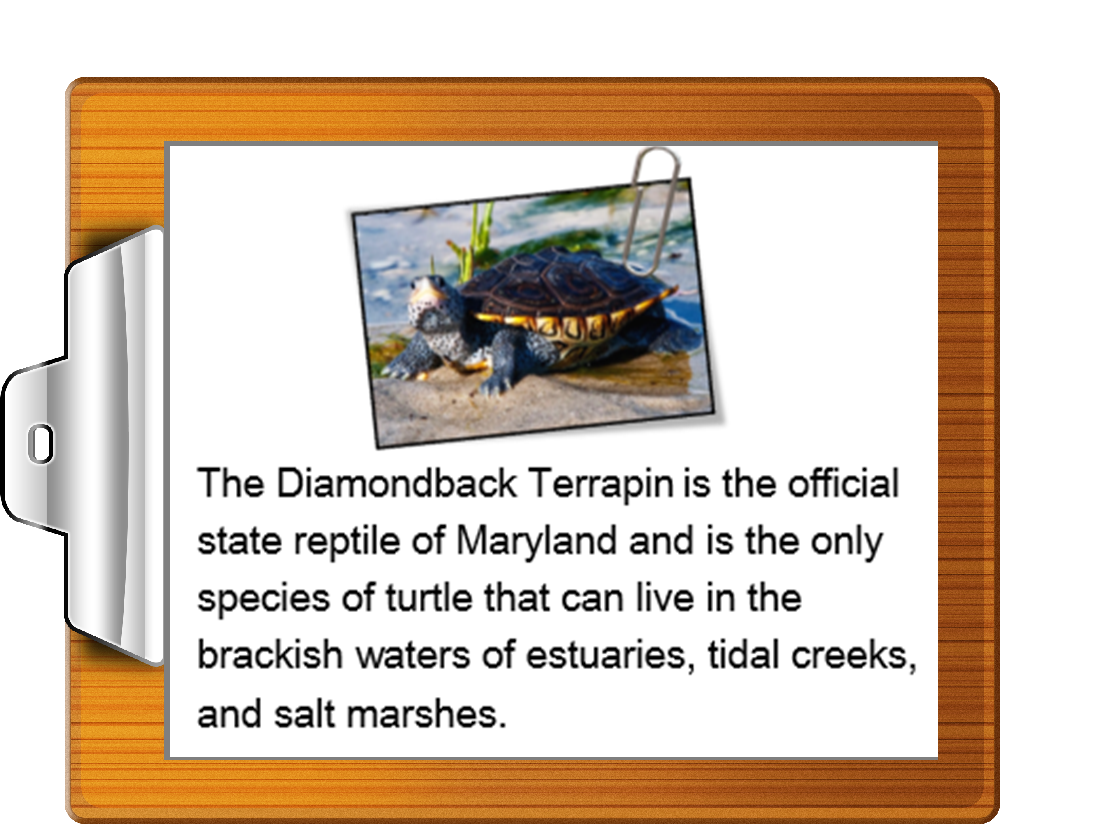 The Diamondback Terrapin is the official
state reptile of Maryland and is the only
species of turtle that can live in the
brackish waters of estuaries, tidal creeks,
and salt marshes.